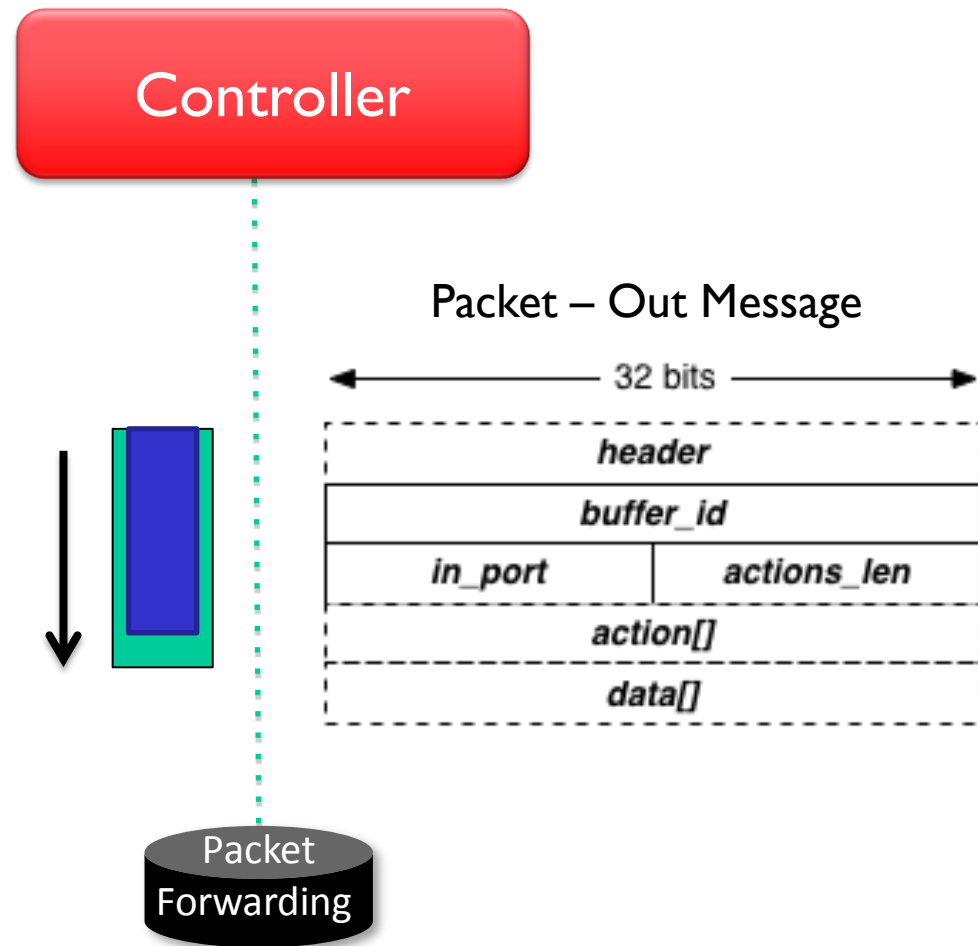 Controller
Packet – Out Message
32 bits
header
buffer_id
in_port actions_len
action[]
data[]
Packet
Forwarding